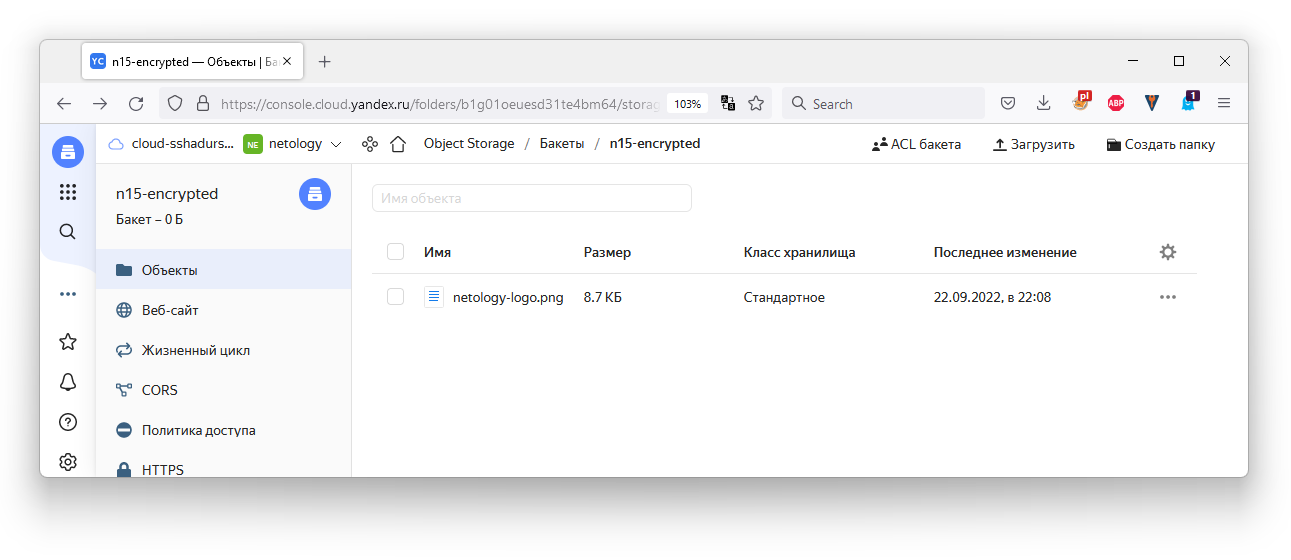 YC n15-encrypted — Объекты | Ба
https://console.cloud.yandex.ru/folders/b1g01oeuesd31te4bm64/storag 103% Search pl ABP 1
cloud-sshadurs... NE netology Object Storage / Бакеты / n15-encrypted ACL бакета Загрузить Создать папку
n15-encrypted
Бакет – 0 Б
Имя объекта
Имя Размер Класс хранилища Последнее изменение
netology-logo.png 8.7 КБ Стандартное 22.09.2022, в 22:08
Объекты
Веб-сайт
Жизненный цикл
CORS
Политика доступа
HTTPS